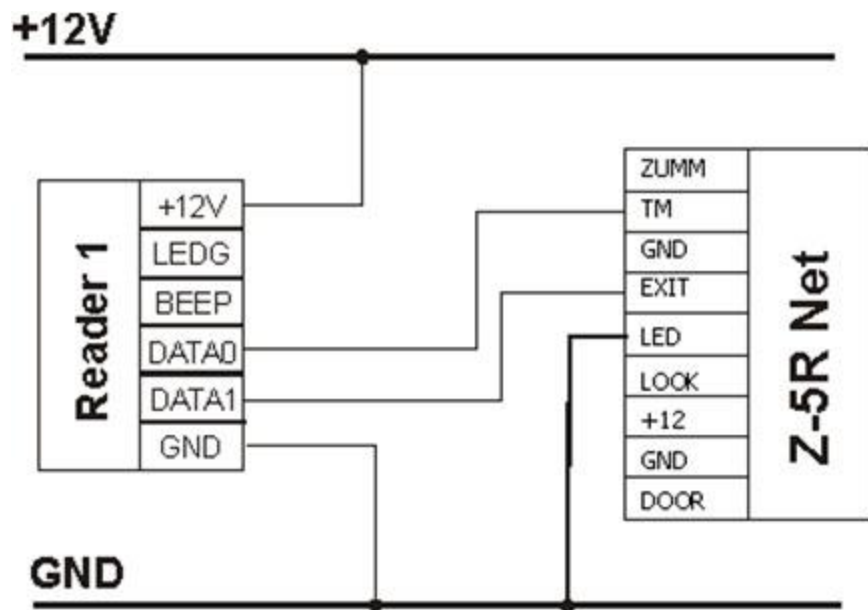 +12V
Reader 1
+12V
LEDG
BEEP
DATA0
DATA1
GND
ZUMM
TM
GND
EXIT
LED
LOOK
+12
GND
DOOR
Z-5R Net
GND